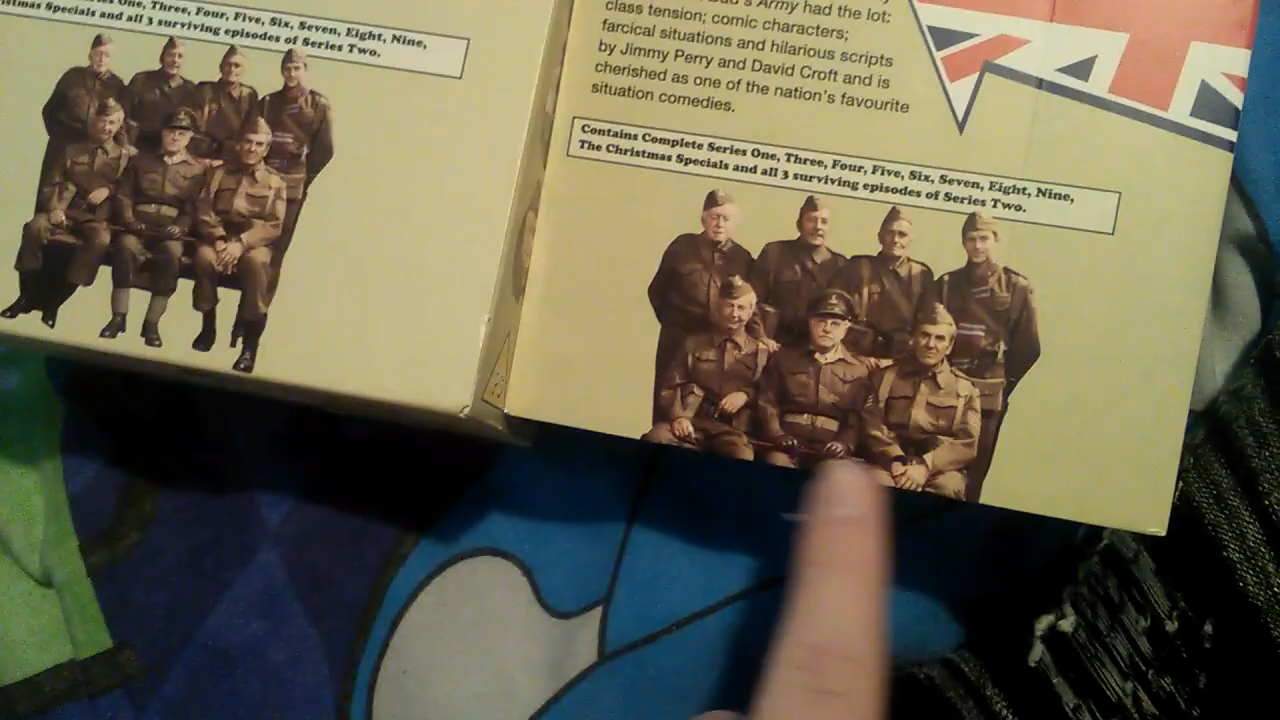 es One, Three, Four, Five, Six, Seven, Eight, Nine,
istmas Specials and all 3 surviving episodes of Series Two.
Dad's Army had the lot:
class tension; comic characters;
farcical situations and hilarious scripts
by Jimmy Perry and David Croft and is
cherished as one of the nation's favourite
situation comedies.
Contains Complete Series One, Three, Four, Five, Six, Seven, Eight, Nine,
The Christmas Specials and all 3 surviving episodes of Series Two.